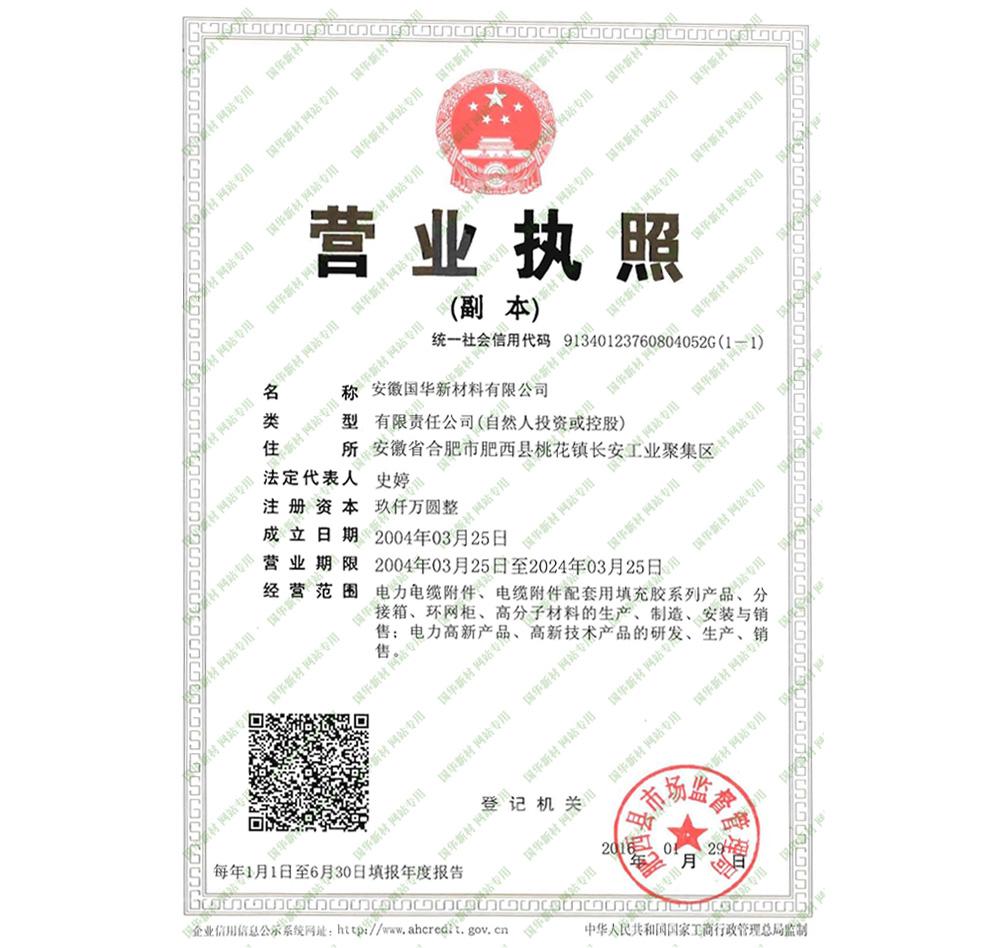 营业执照
(副 本)
统一社会信用代码 91340123760804052G(1-1)
名 称 安徽国华新材料有限公司
类 型 有限责任公司(自然人投资或控股)
住 所 安徽省合肥市肥西县桃花镇长安工业聚集区
法定代表人 史婷
注册资本 玖仟万圆整
成立日期 2004年03月25日
营业期限 2004年03月25日至2024年03月25日
经营范围 电力电缆附件、电缆附件配套用填充胶系列产品、分
接箱、环网柜、高分子材料的生产、制造、安装与销
售；电力高新产品、高新技术产品的研发、生产、销
售。
登记机关
肥西县市场监督管理局
2016年01月29日
每年1月1日至6月30日填报年度报告
企业信用信息公示系统网址：http://www.ahcredit.gov.cn
中华人民共和国国家工商行政管理总局监制
国华新材 网站专用